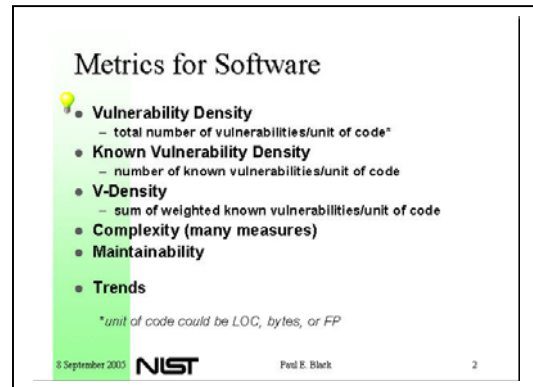 Metrics for Software
• Vulnerability Density
– total number of vulnerabilities/unit of code*
• Known Vulnerability Density
– number of known vulnerabilities/unit of code
• V-Density
– sum of weighted known vulnerabilities/unit of code
• Complexity (many measures)
• Maintainability
• Trends
*unit of code could be LOC, bytes, or FP
8 September 2005 NIST Paul E. Black 2